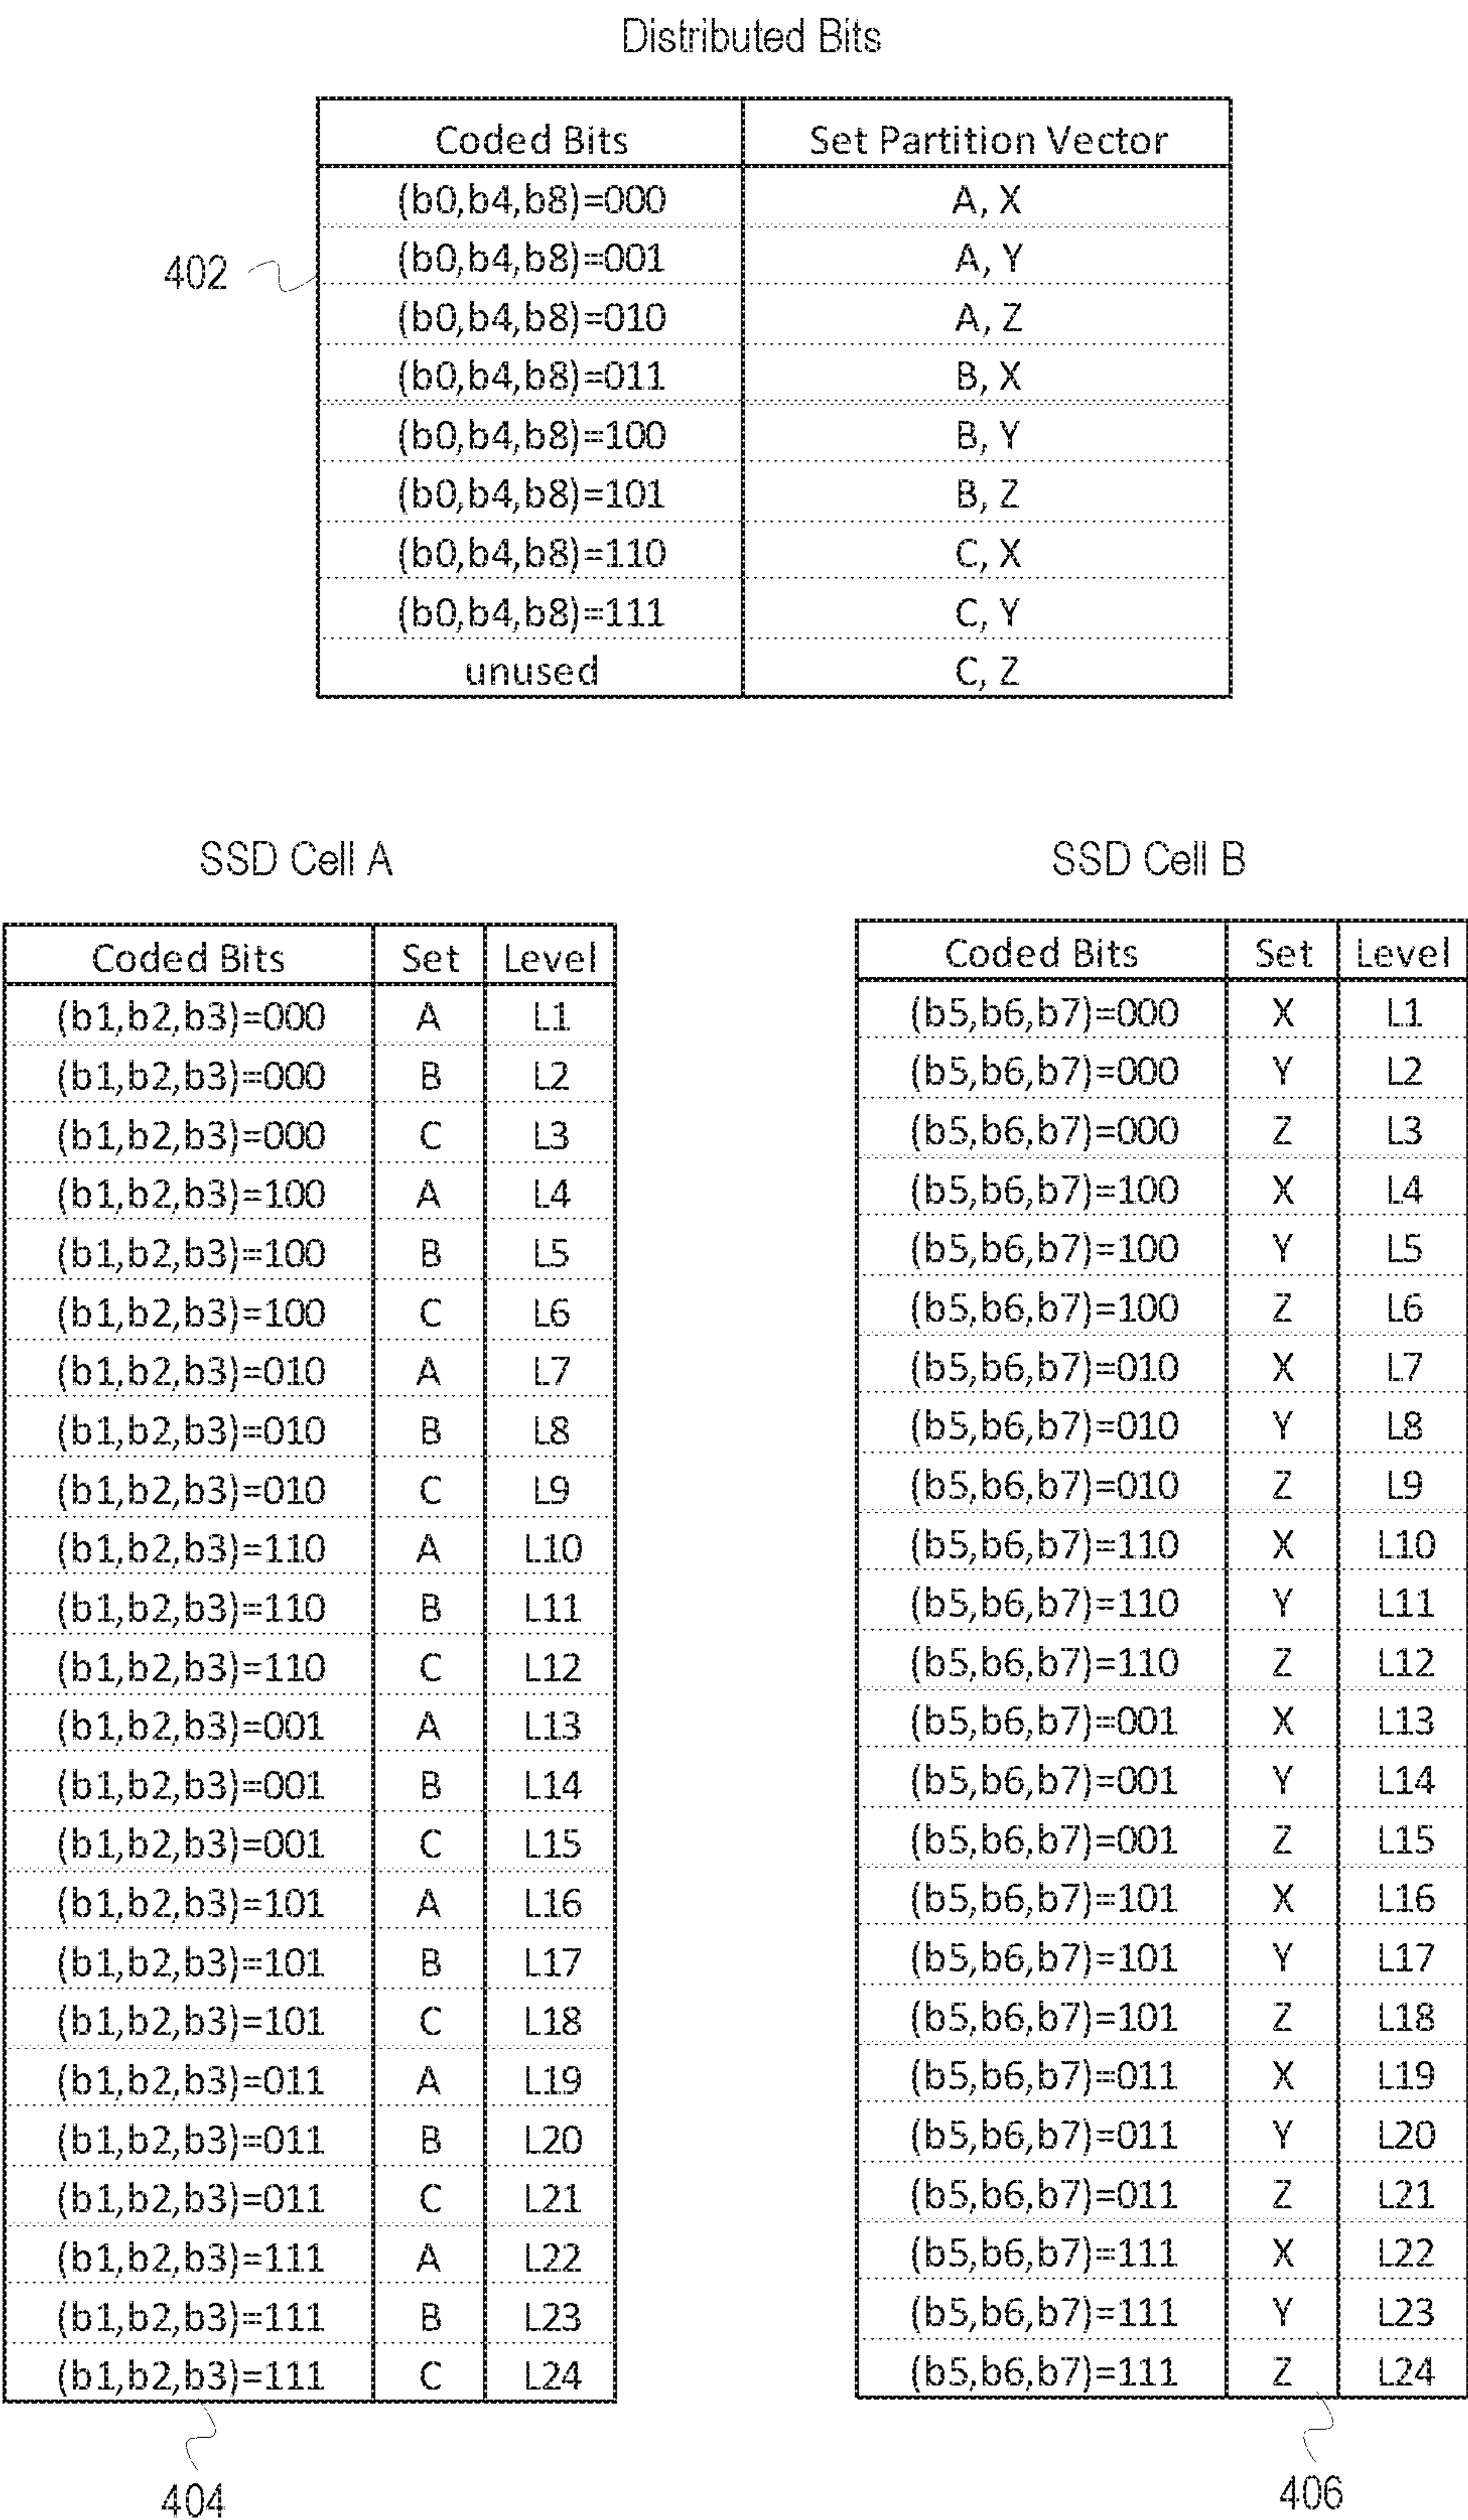 Distributed Bits
Coded Bits Set Partition Vector
(b0,b4,b8)=000 A, X
(b0,b4,b8)=001 A, Y
402
(b0,b4,b8)=010 A, Z
(b0,b4,b8)=011 B, X
(b0,b4,b8)=100 B, Y
(b0,b4,b8)=101 B, Z
(b0,b4,b8)=110 C, X
(b0,b4,b8)=111 C, Y
unused C, Z
SSD Cell A
Coded Bits Set Level
(b1,b2,b3)=000 A L1
(b1,b2,b3)=000 B L2
(b1,b2,b3)=000 C L3
(b1,b2,b3)=100 A L4
(b1,b2,b3)=100 B L5
(b1,b2,b3)=100 C L6
(b1,b2,b3)=010 A L7
(b1,b2,b3)=010 B L8
(b1,b2,b3)=010 C L9
(b1,b2,b3)=110 A L10
(b1,b2,b3)=110 B L11
(b1,b2,b3)=110 C L12
(b1,b2,b3)=001 A L13
(b1,b2,b3)=001 B L14
(b1,b2,b3)=001 C L15
(b1,b2,b3)=101 A L16
(b1,b2,b3)=101 B L17
(b1,b2,b3)=101 C L18
(b1,b2,b3)=011 A L19
(b1,b2,b3)=011 B L20
(b1,b2,b3)=011 C L21
(b1,b2,b3)=111 A L22
(b1,b2,b3)=111 B L23
(b1,b2,b3)=111 C L24
404
SSD Cell B
Coded Bits Set Level
(b5,b6,b7)=000 X L1
(b5,b6,b7)=000 Y L2
(b5,b6,b7)=000 Z L3
(b5,b6,b7)=100 X L4
(b5,b6,b7)=100 Y L5
(b5,b6,b7)=100 Z L6
(b5,b6,b7)=010 X L7
(b5,b6,b7)=010 Y L8
(b5,b6,b7)=010 Z L9
(b5,b6,b7)=110 X L10
(b5,b6,b7)=110 Y L11
(b5,b6,b7)=110 Z L12
(b5,b6,b7)=001 X L13
(b5,b6,b7)=001 Y L14
(b5,b6,b7)=001 Z L15
(b5,b6,b7)=101 X L16
(b5,b6,b7)=101 Y L17
(b5,b6,b7)=101 Z L18
(b5,b6,b7)=011 X L19
(b5,b6,b7)=011 Y L20
(b5,b6,b7)=011 Z L21
(b5,b6,b7)=111 X L22
(b5,b6,b7)=111 Y L23
(b5,b6,b7)=111 Z L24
406